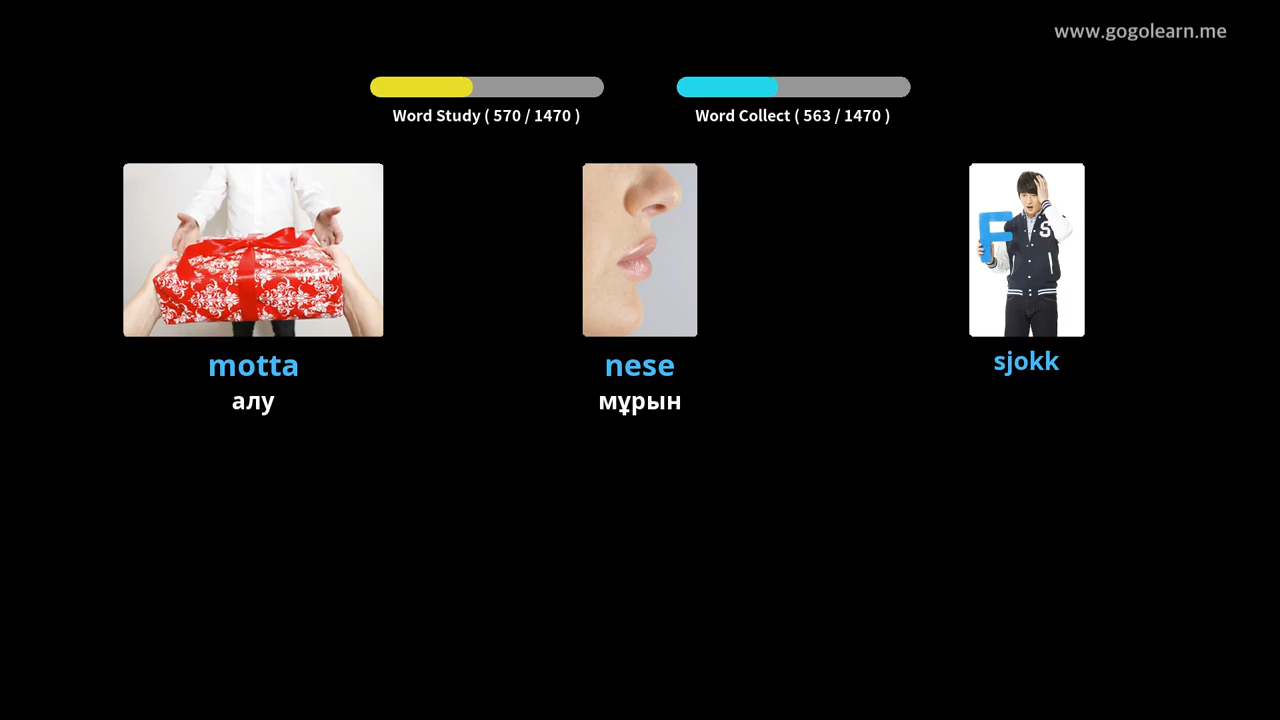 www.gogolearn.me
Word Study ( 570 / 1470 )
Word Collect ( 563 / 1470 )
F
S
motta
алу
nese
мұрын
sjokk